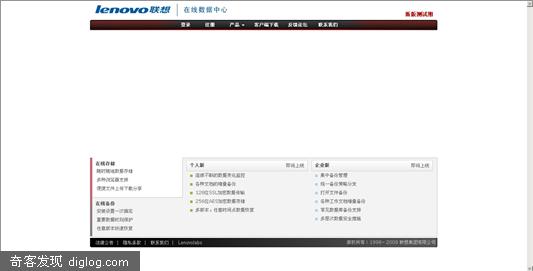 lenovo联想 在线数据中心
新版测试用
登录 注册 产品 客户端下载 反馈论坛 联系我们
在线存储
随时随地数据存储
多种浏览器支持
便捷文件上传下载分享
在线备份
安装设置一次搞定
重要数据时刻保护
任意版本快速恢复
个人版 即将上线
连续不断的数据变化监控
各种文档的增量备份
128位SSL加密数据传输
256位AES加密数据存储
多版本，任意时间点数据恢复
企业版 即将上线
集中备份管理
统一备份策略分发
打开文件备份
各种工作文档增量备份
常见数据库备份支持
多层次数据安全措施
法律公告 | 隐私条款 | 联系我们 | Lenovolabs
版权所有：1998－2008 联想集团有限公司
奇客发现 diglog.com